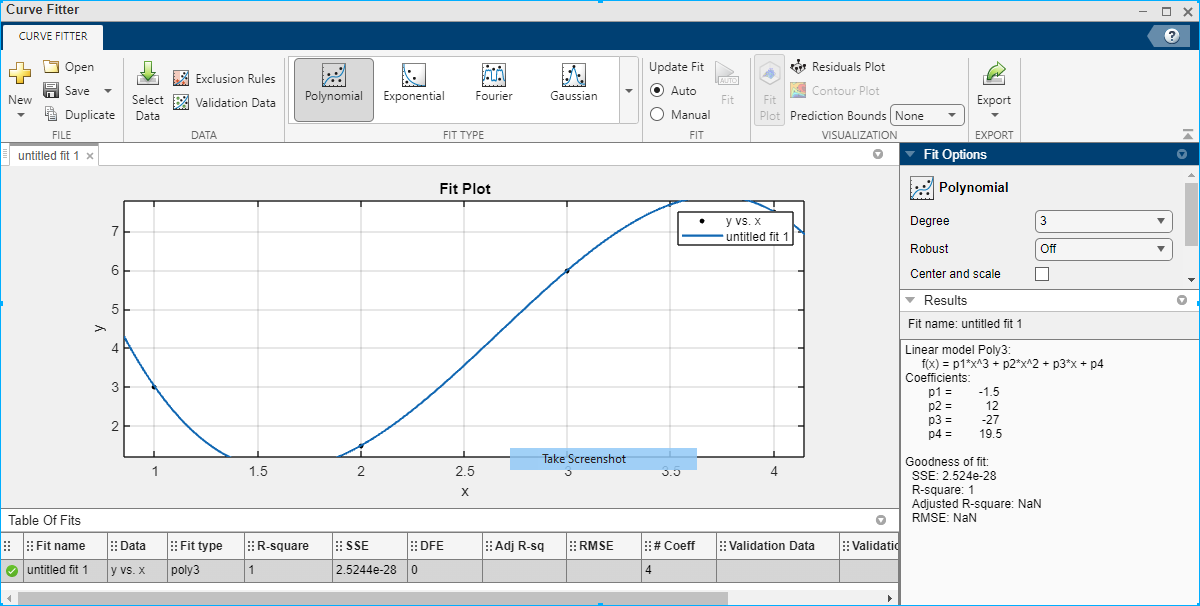 Curve Fitter
CURVE FITTER
?
New
Open
Save
Duplicate
FILE
Select
Data
Exclusion Rules
Validation Data
DATA
Polynomial
Exponential
Fourier
Gaussian
FIT TYPE
Update Fit
Auto
Manual
AUTO
Fit
FIT
Fit
Plot
Residuals Plot
Contour Plot
Prediction Bounds None
VISUALIZATION
Export
EXPORT
untitled fit 1
Fit Plot
y vs. x
untitled fit 1
7
6
5
4
3
2
y
1 1.5 2 2.5 3 3.5 4
Take Screenshot
x
Table Of Fits
Fit name Data Fit type R-square SSE DFE Adj R-sq RMSE # Coeff Validation Data Validatio
untitled fit 1 y vs. x poly3 1 2.5244e-28 0 4
Fit Options
Polynomial
Degree 3
Robust Off
Center and scale
Results
Fit name: untitled fit 1
Linear model Poly3:
f(x) = p1*x^3 + p2*x^2 + p3*x + p4
Coefficients:
p1 = -1.5
p2 = 12
p3 = -27
p4 = 19.5
Goodness of fit:
SSE: 2.524e-28
R-square: 1
Adjusted R-square: NaN
RMSE: NaN